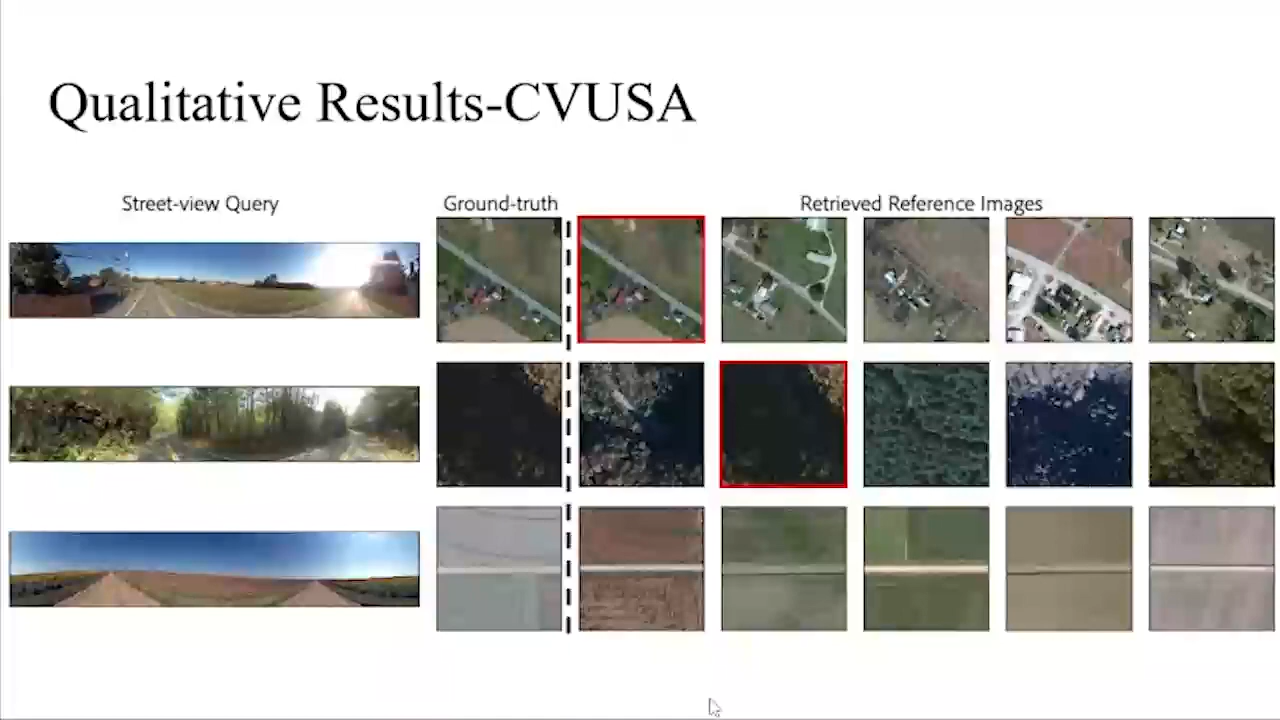 Qualitative Results-CVUSA
Street-view Query
Ground-truth
Retrieved Reference Images